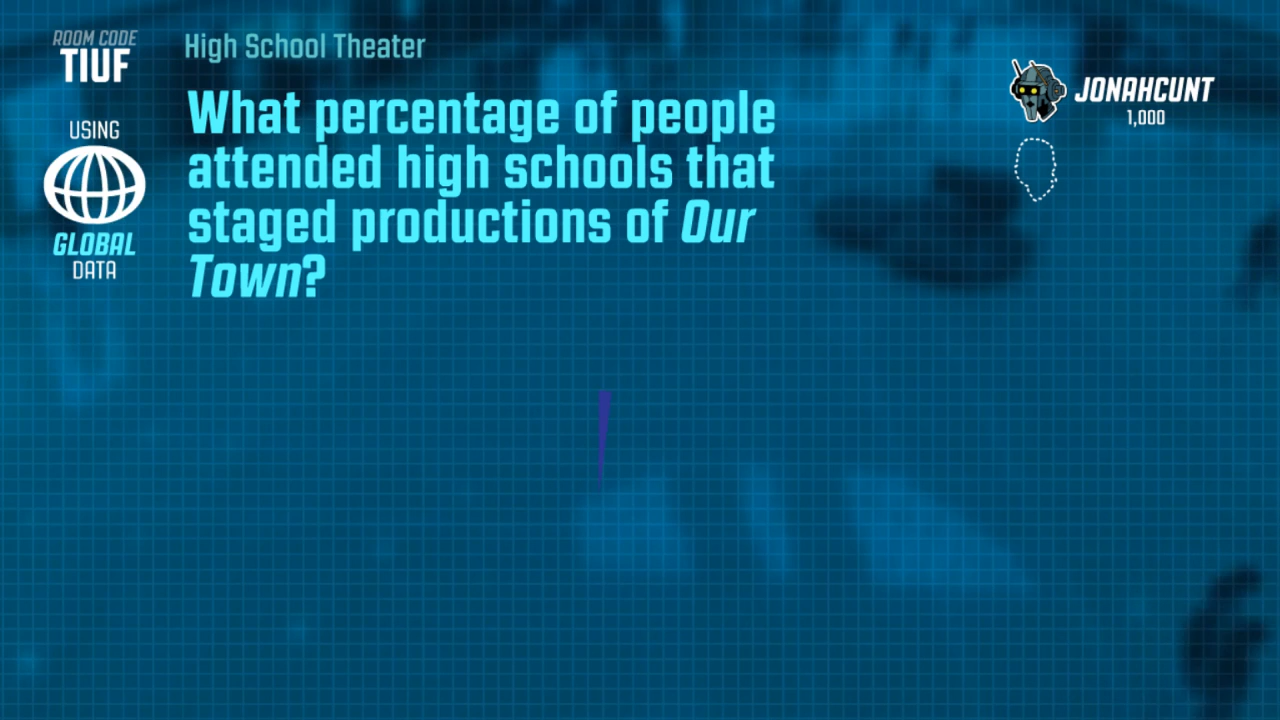 ROOM CODE
TIUF
High School Theater
What percentage of people
attended high schools that
staged productions of Our
Town?
USING
GLOBAL
DATA
JONAHCUNT
1,000